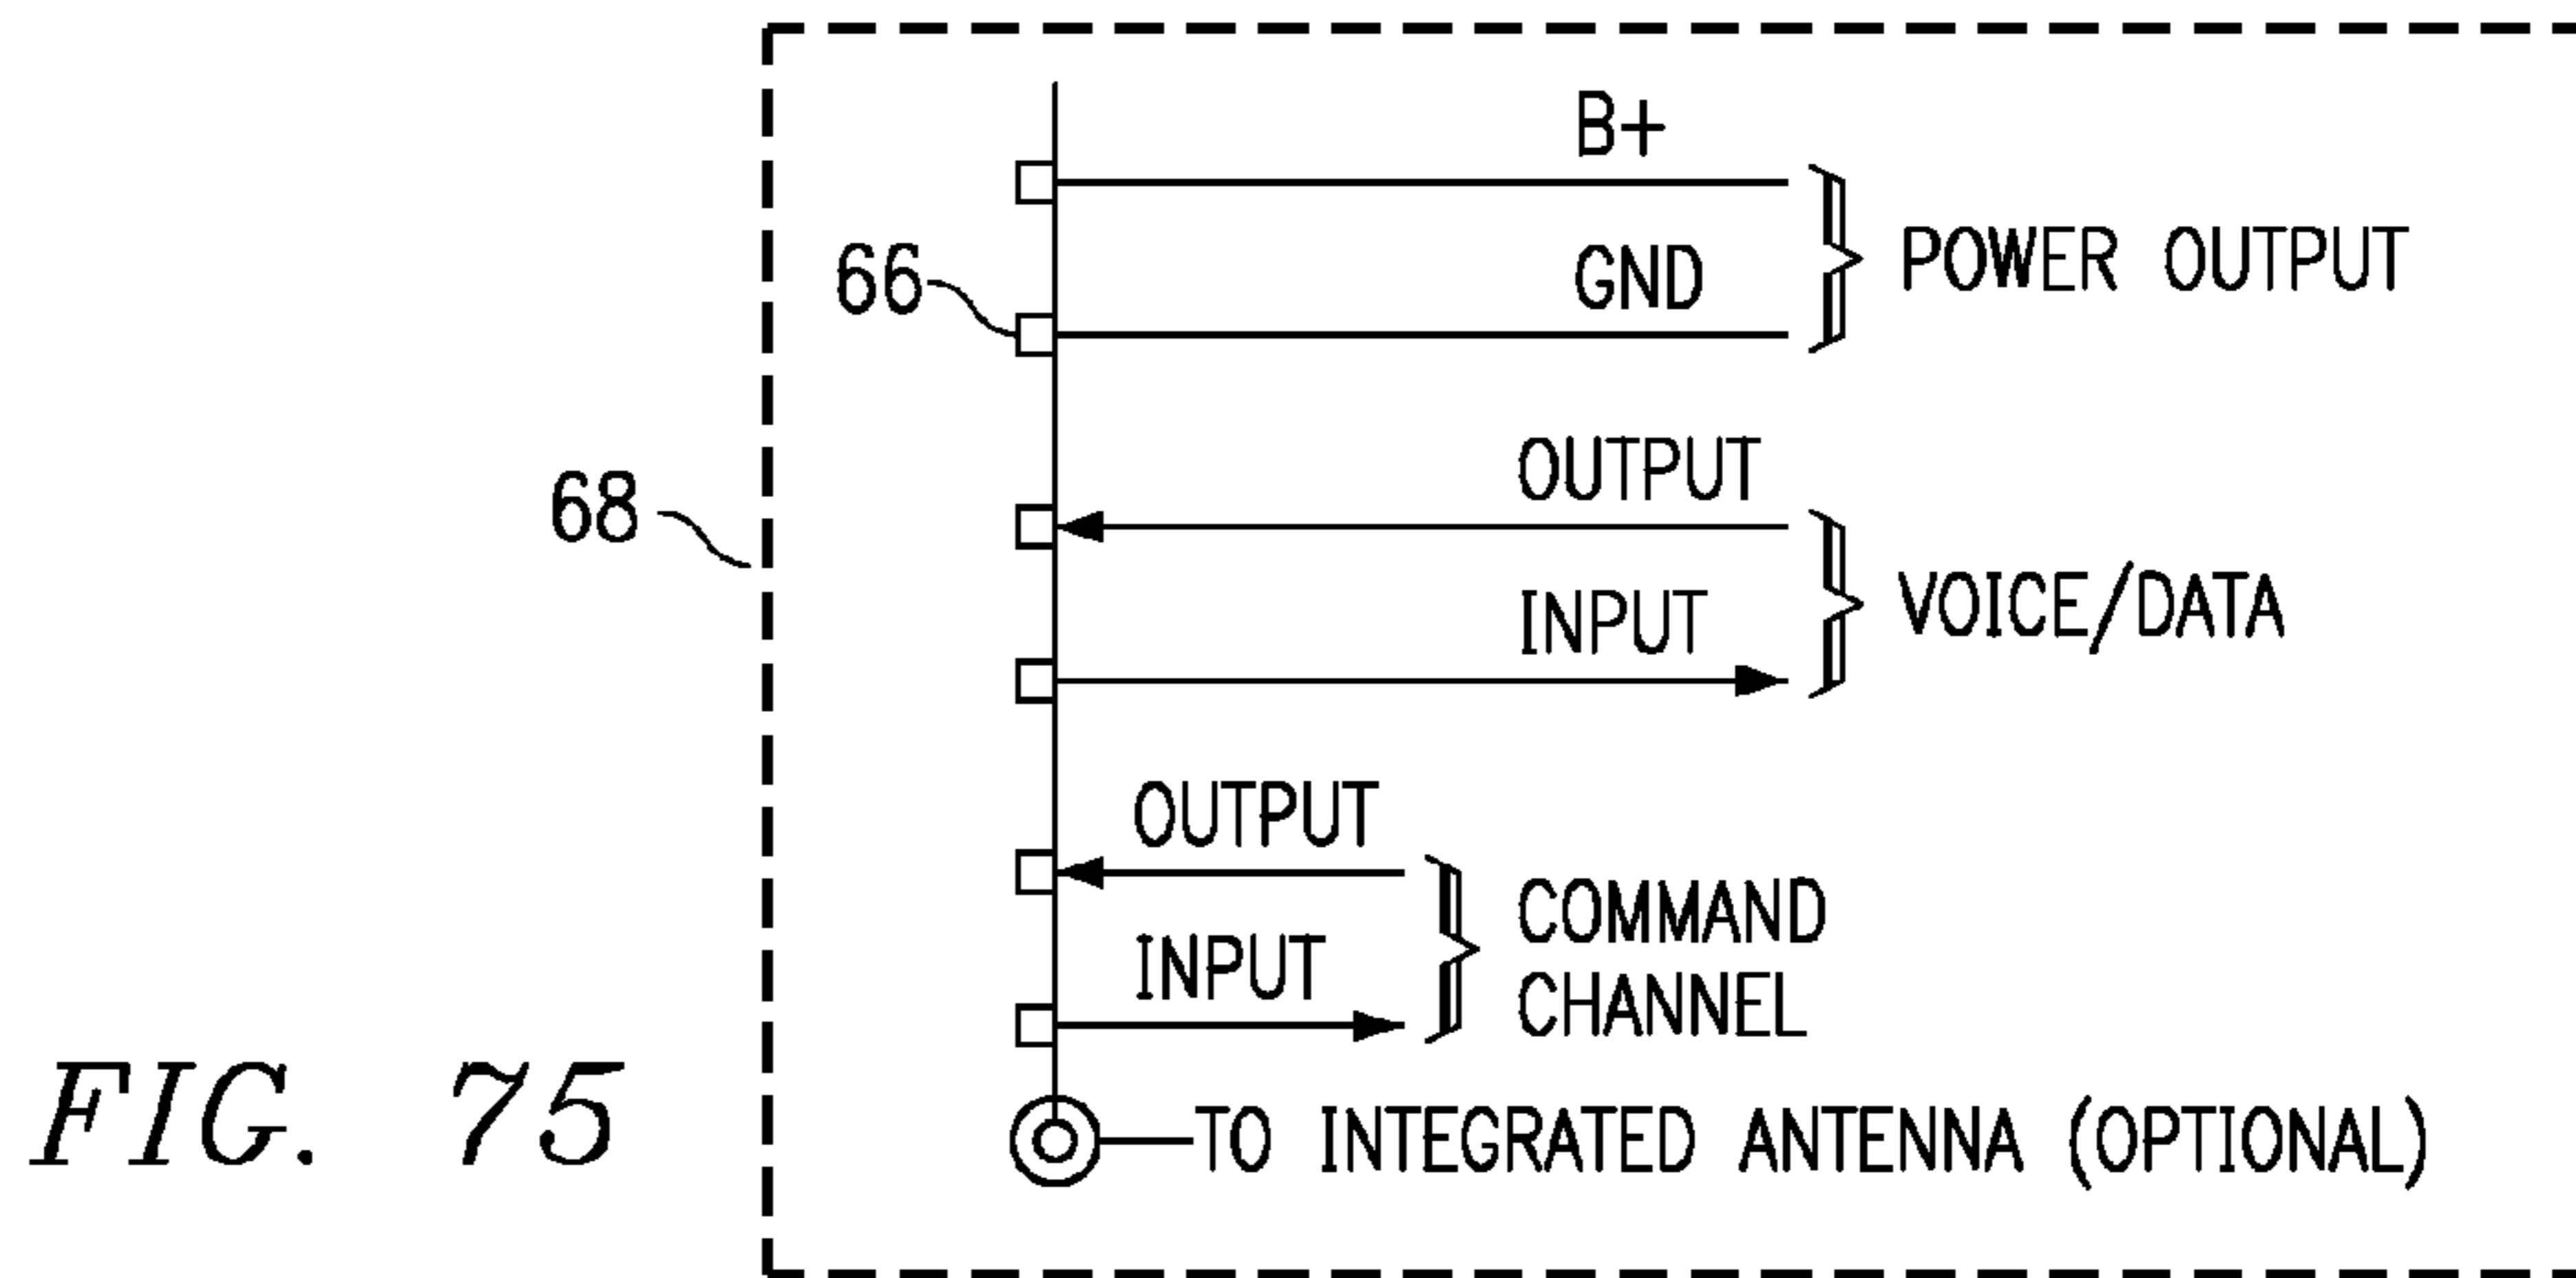 B+
66
GND
POWER OUTPUT
68
OUTPUT
INPUT
VOICE/DATA
OUTPUT
INPUT
COMMAND
CHANNEL
TO INTEGRATED ANTENNA (OPTIONAL)
FIG. 75